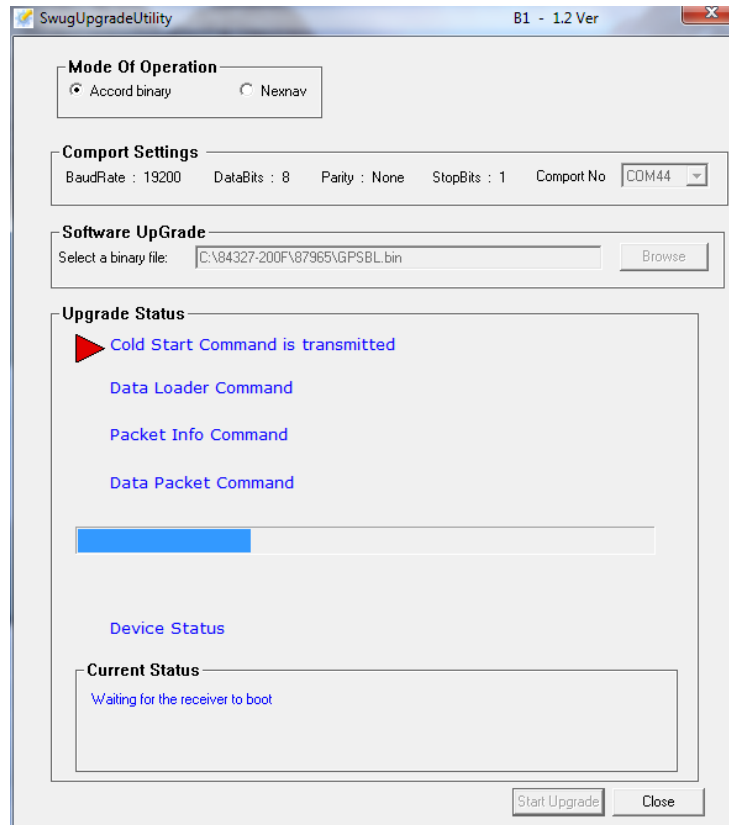 SwugUpgradeUtility B1 - 1.2 Ver
Mode Of Operation
Accord binary Nexnav
Comport Settings
BaudRate : 19200 DataBits : 8 Parity : None StopBits : 1 Comport No COM44
Software UpGrade
Select a binary file: C:\84327-200F\87965\GPSBL.bin Browse
Upgrade Status
Cold Start Command is transmitted
Data Loader Command
Packet Info Command
Data Packet Command
Device Status
Current Status
Waiting for the receiver to boot
Start Upgrade Close